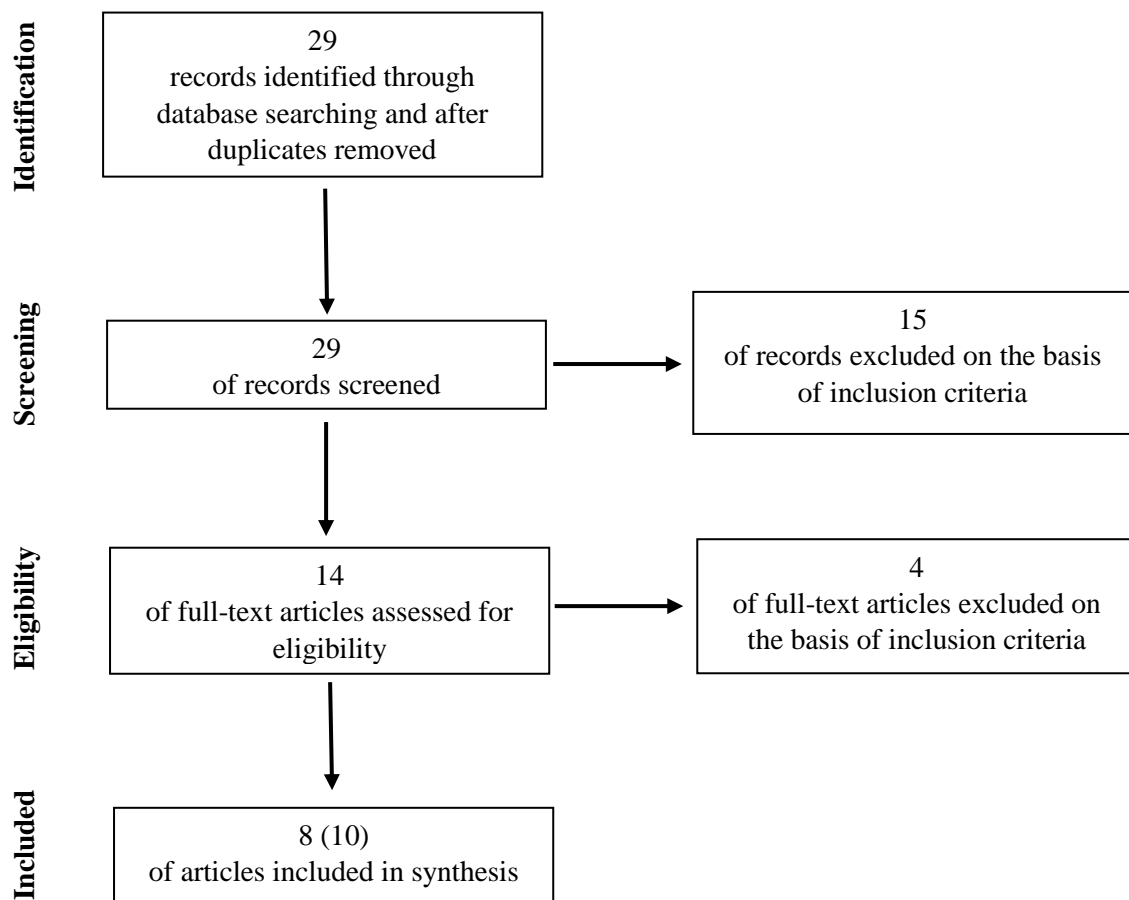 Identification
29
records identified through
database searching and after
duplicates removed
Screening
29
of records screened
15
of records excluded on the basis
of inclusion criteria
Eligibility
14
of full-text articles assessed for
eligibility
4
of full-text articles excluded on
the basis of inclusion criteria
Included
8 (10)
of articles included in synthesis